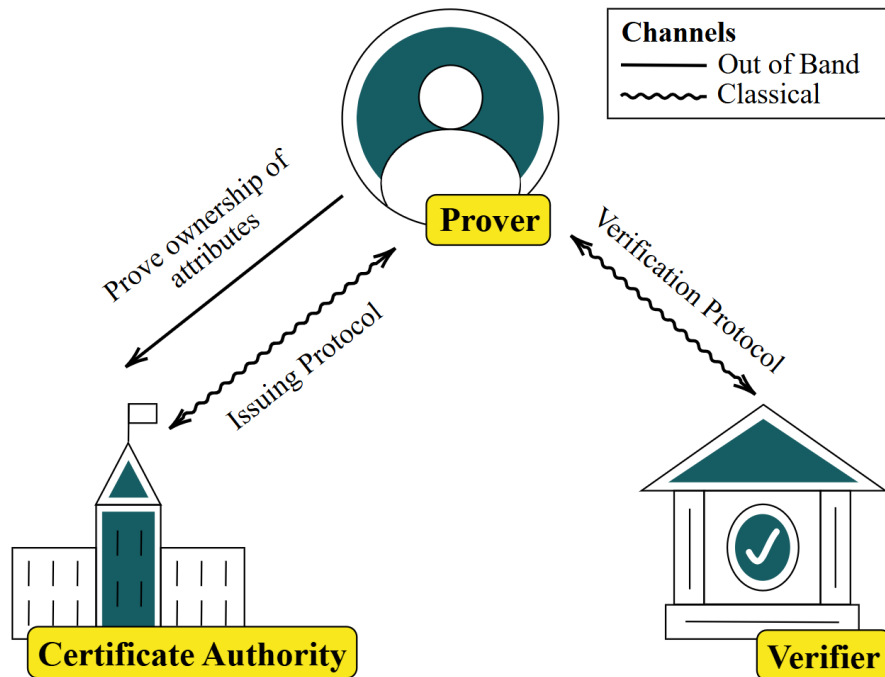 Channels
Out of Band
Classical
Prover
Prove ownership of
attributes
Issuing Protocol
Verification Protocol
Certificate Authority
Verifier